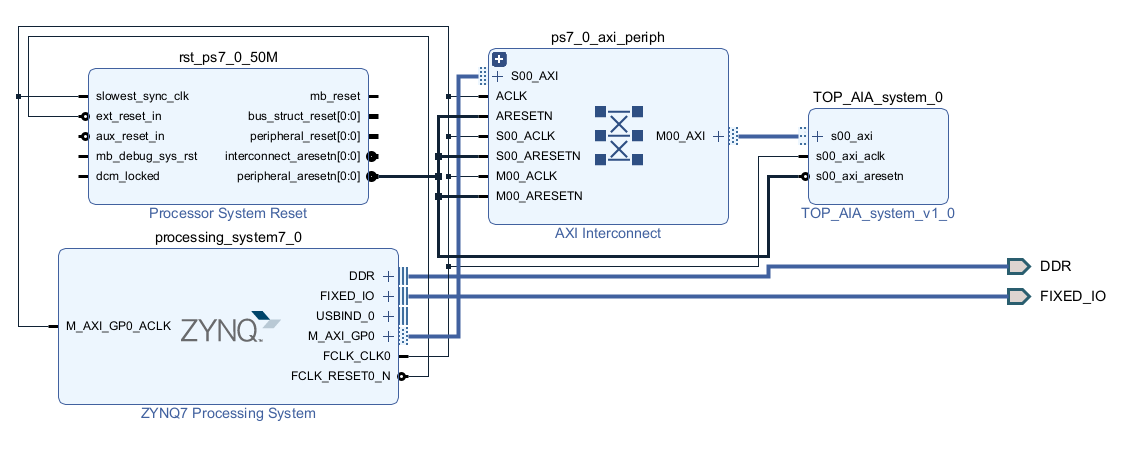 rst_ps7_0_50M
slowest_sync_clk
ext_reset_in
aux_reset_in
mb_debug_sys_rst
dcm_locked
mb_reset
bus_struct_reset[0:0]
peripheral_reset[0:0]
interconnect_aresetn[0:0]
peripheral_aresetn[0:0]
Processor System Reset
ps7_0_axi_periph
S00_AXI
ACLK
ARESETN
S00_ACLK
S00_ARESETN
M00_ACLK
M00_ARESETN
M00_AXI
AXI Interconnect
TOP_AIA_system_0
s00_axi
s00_axi_aclk
s00_axi_aresetn
TOP_AIA_system_v1_0
processing_system7_0
M_AXI_GP0_ACLK
ZYNQ
DDR
FIXED_IO
USBIND_0
M_AXI_GP0
FCLK_CLK0
FCLK_RESET0_N
ZYNQ7 Processing System
DDR
FIXED_IO